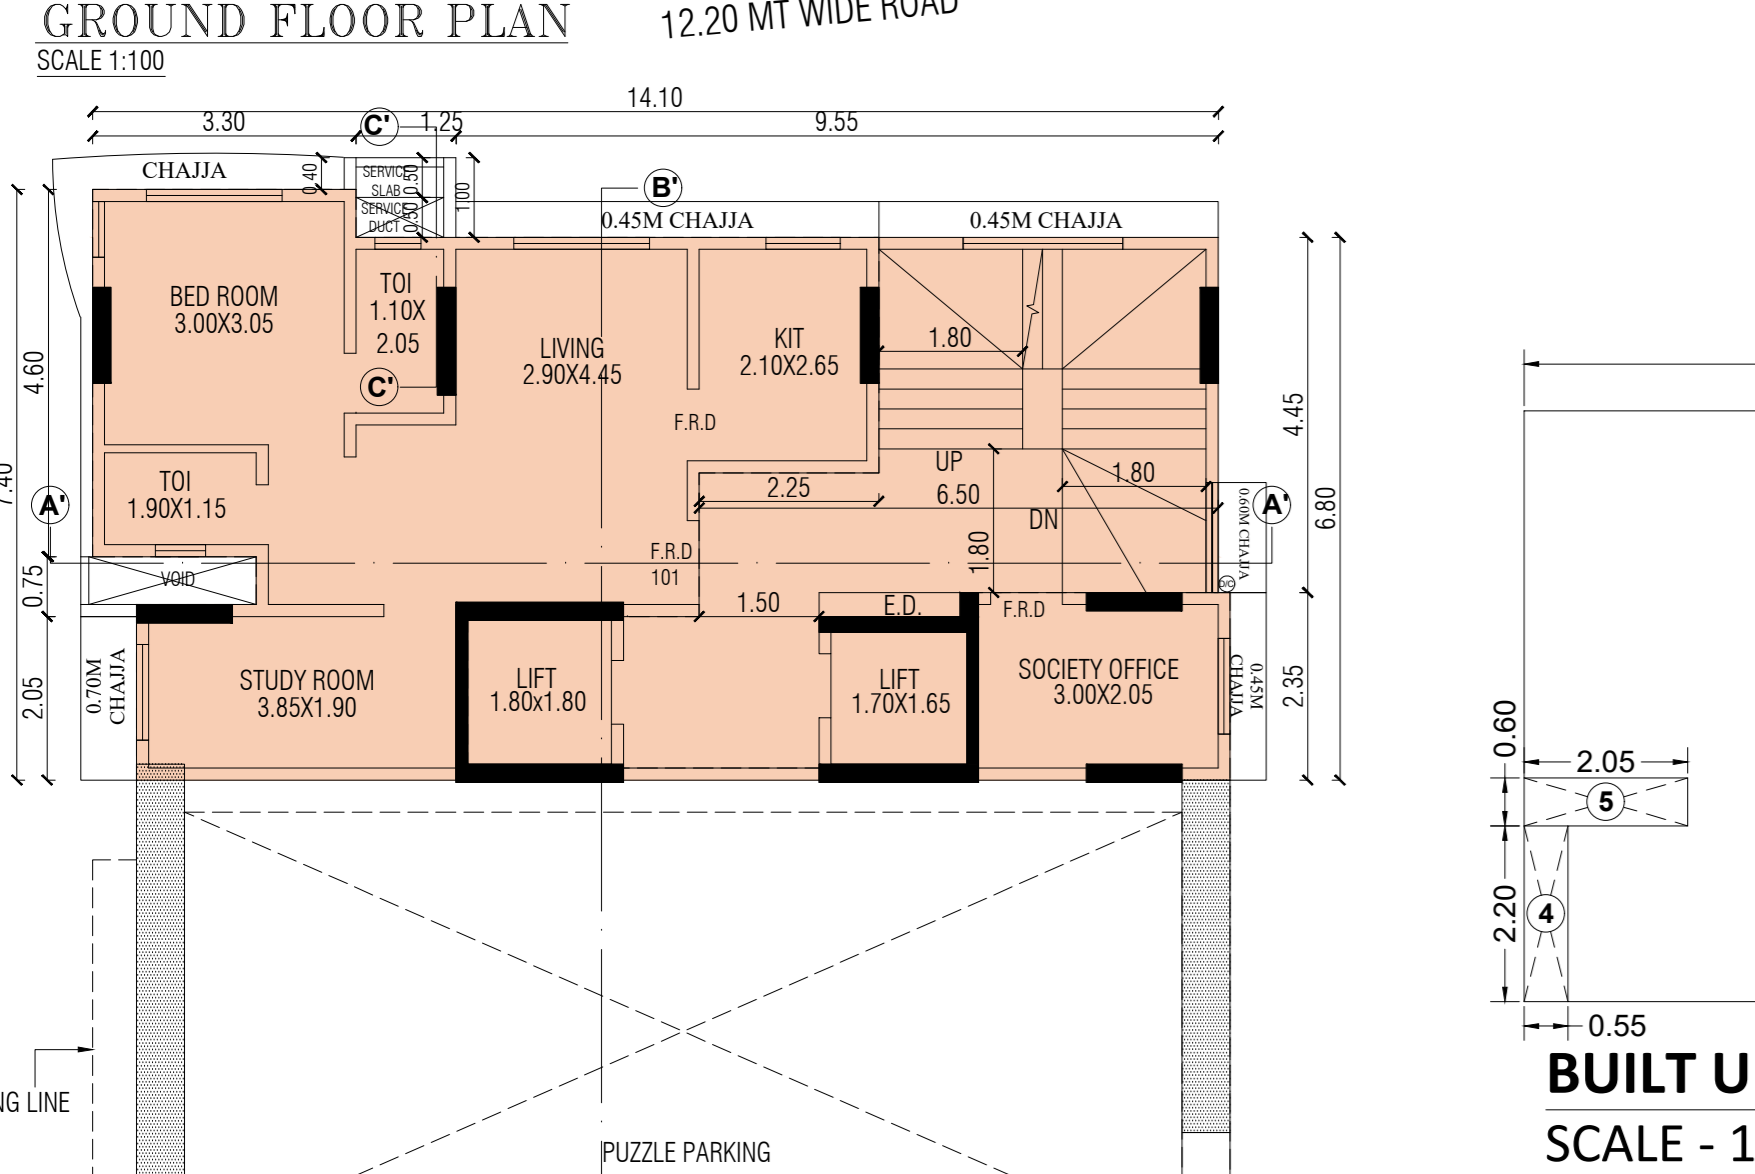 GROUND FLOOR PLAN
12.20 MT WIDE ROAD
SCALE 1:100
14.10
3.30
C'
1.25
9.55
CHAJJA
0.40
SERVICE
SLAB
0.50
1.00
SERVICE
DUCT
0.50
B'
0.45M CHAJJA
0.45M CHAJJA
BED ROOM
3.00X3.05
TOI
1.10X
2.05
C'
LIVING
2.90X4.45
KIT
2.10X2.65
1.80
4.60
7.40
F.R.D
4.45
6.80
UP
TOI
1.90X1.15
A'
2.25
6.50
1.80
DN
0.60M CHAJJA
A'
1.80
F.R.D
101
VOID
0.75
D/C
1.50
E.D.
F.R.D
2.05
0.70M
CHAJJA
STUDY ROOM
3.85X1.90
LIFT
1.80x1.80
LIFT
1.70X1.65
SOCIETY OFFICE
3.00X2.05
CHAJJA
0.45M
2.35
0.60
2.05
5
2.20
4
0.55
NG LINE
PUZZLE PARKING
BUILT U
SCALE - 1